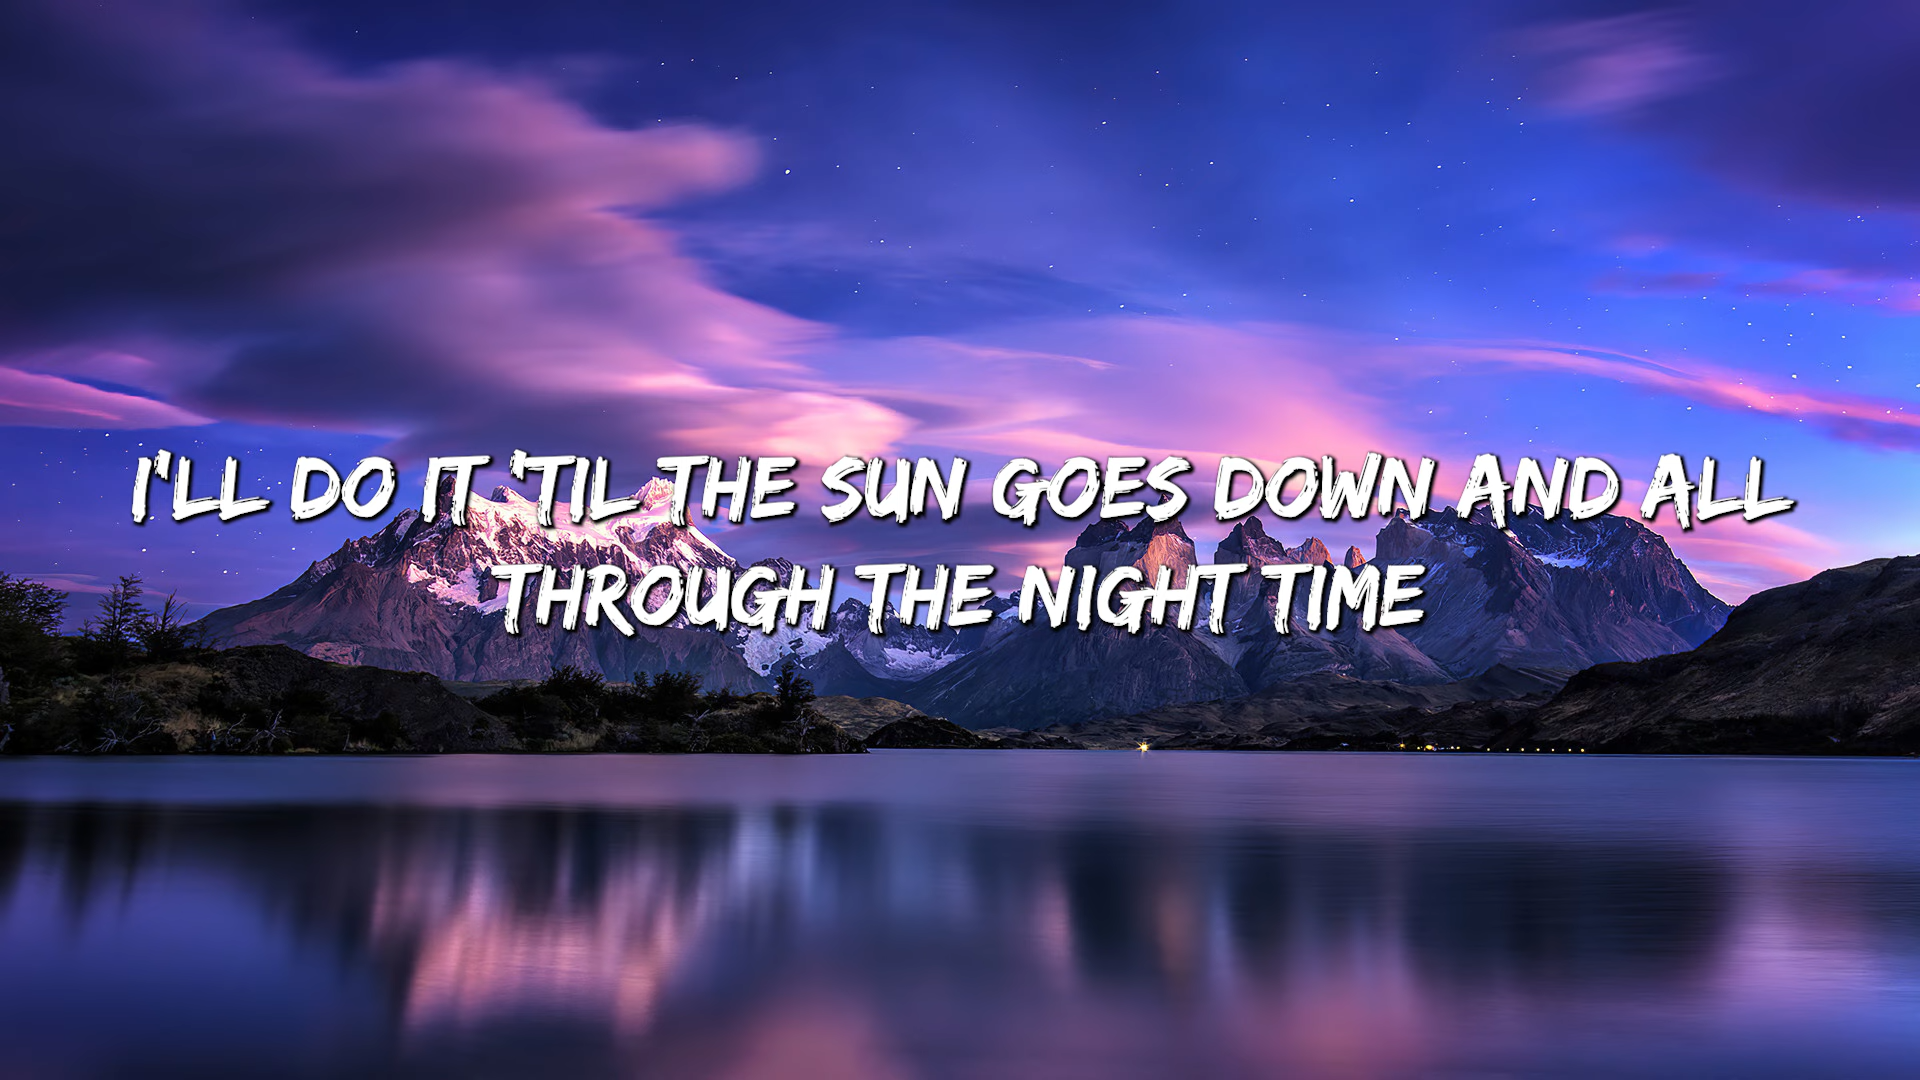 I'LL DO IT 'TIL THE SUN GOES DOWN AND ALL
THROUGH THE NIGHT TIME